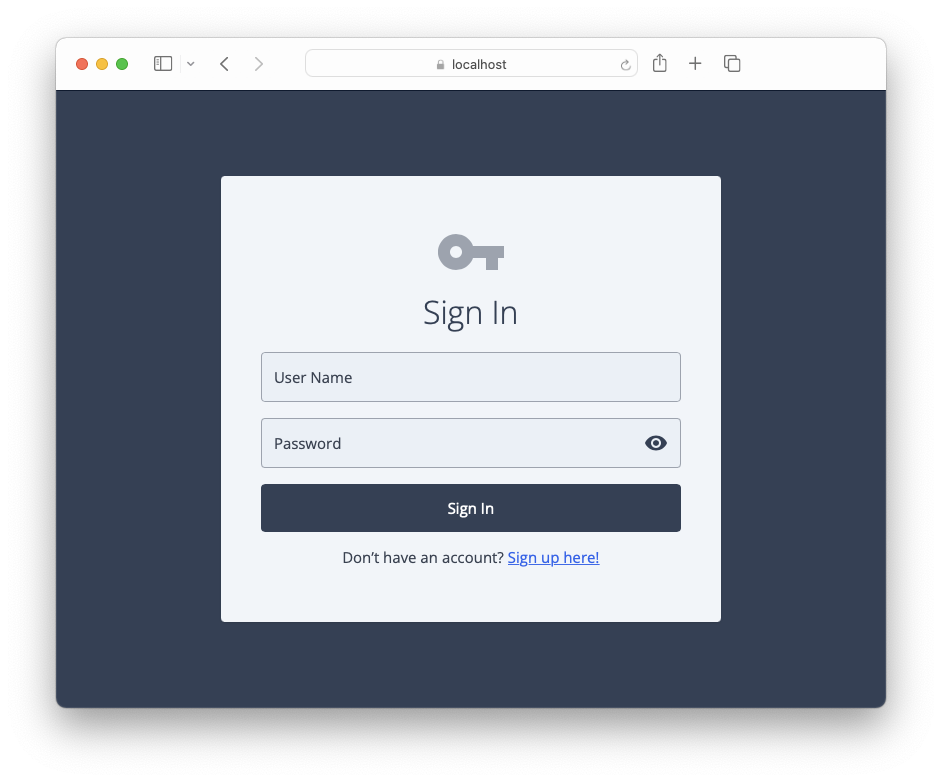 localhost
Sign In
User Name
Password
Sign In
Don’t have an account? Sign up here!